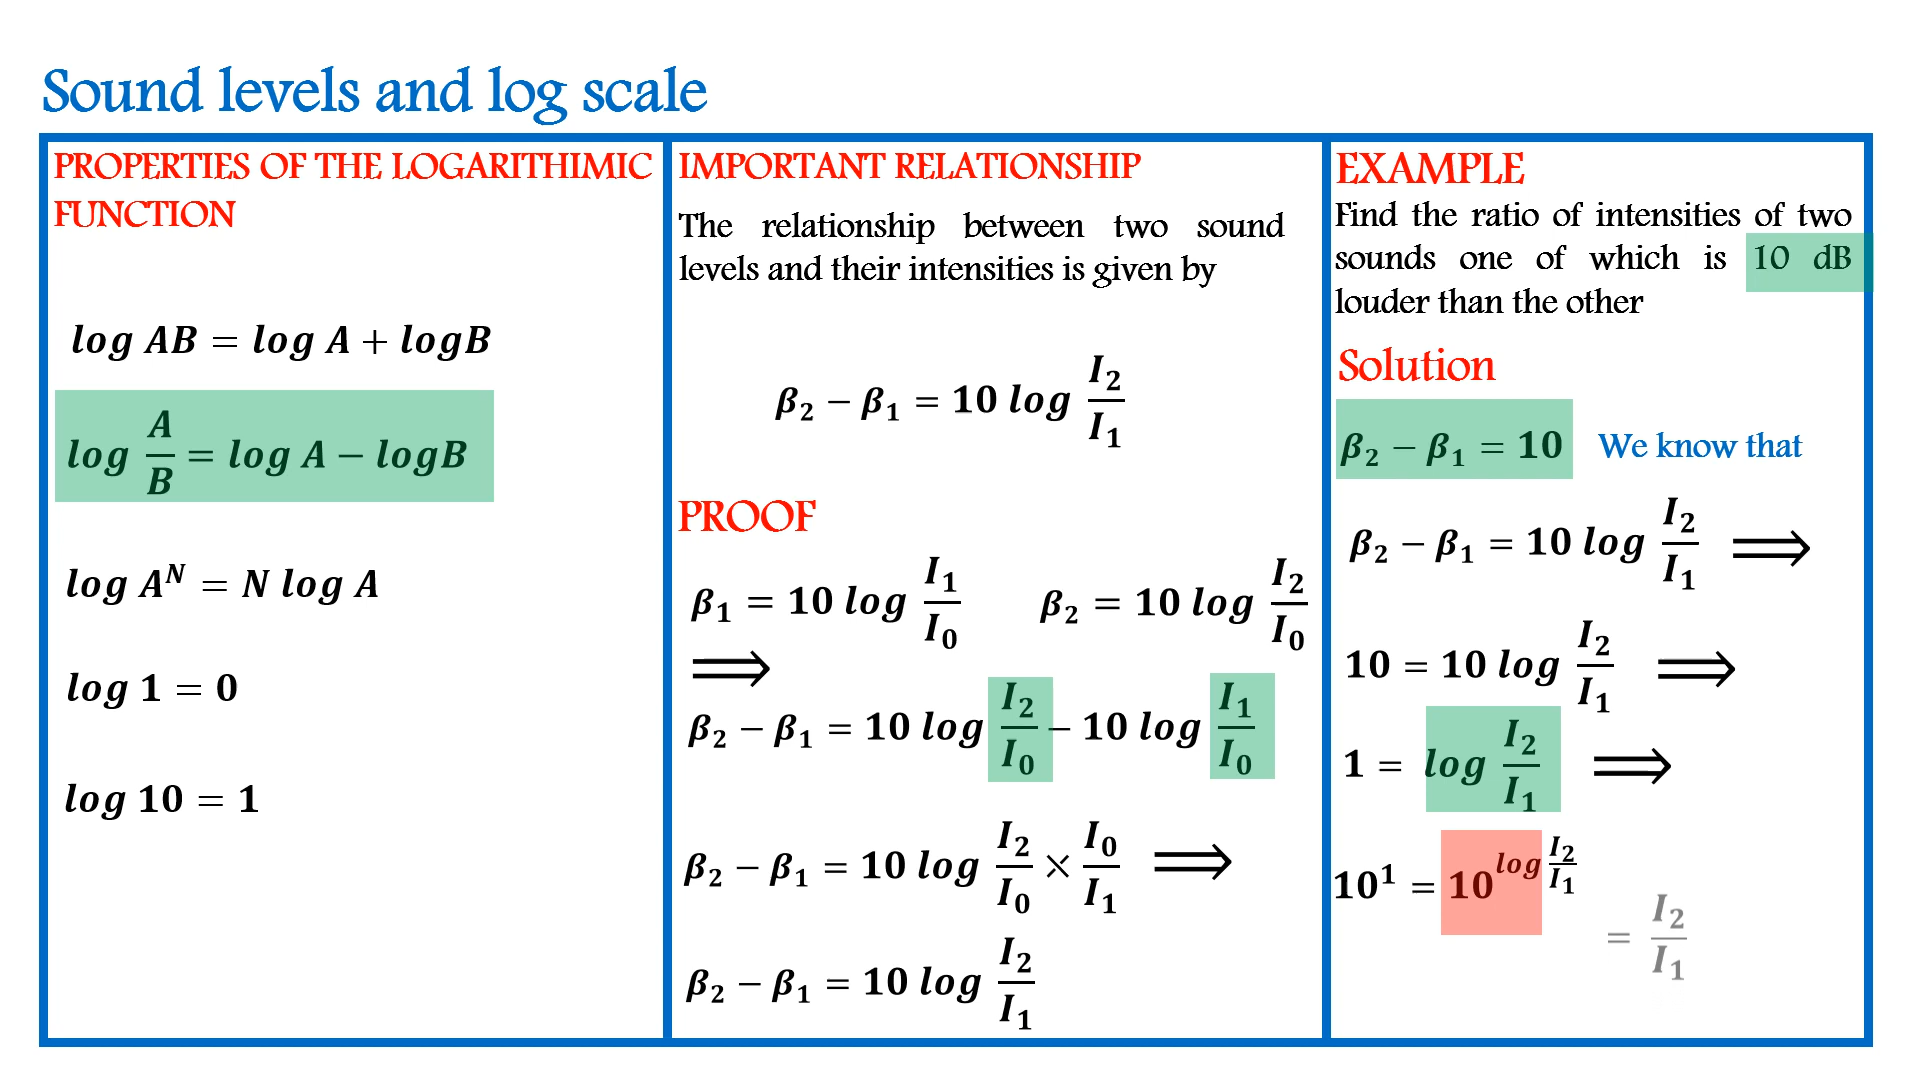 Sound levels and log scale
PROPERTIES OF THE LOGARITHIMIC
FUNCTION
log AB = log A + logB
log A/B = log A − logB
log A^N = N log A
log 1 = 0
log 10 = 1
IMPORTANT RELATIONSHIP
The relationship between two sound
levels and their intensities is given by
β₂ − β₁ = 10 log I₂/I₁
PROOF
β₁ = 10 log I₁/I₀ β₂ = 10 log I₂/I₀
⟹
β₂ − β₁ = 10 log I₂/I₀ − 10 log I₁/I₀
β₂ − β₁ = 10 log I₂/I₀ × I₀/I₁ ⟹
β₂ − β₁ = 10 log I₂/I₁
EXAMPLE
Find the ratio of intensities of two
sounds one of which is 10 dB
louder than the other
Solution
β₂ − β₁ = 10 We know that
β₂ − β₁ = 10 log I₂/I₁ ⟹
10 = 10 log I₂/I₁ ⟹
1 = log I₂/I₁ ⟹
10¹ = 10^(log I₂/I₁)
= I₂/I₁